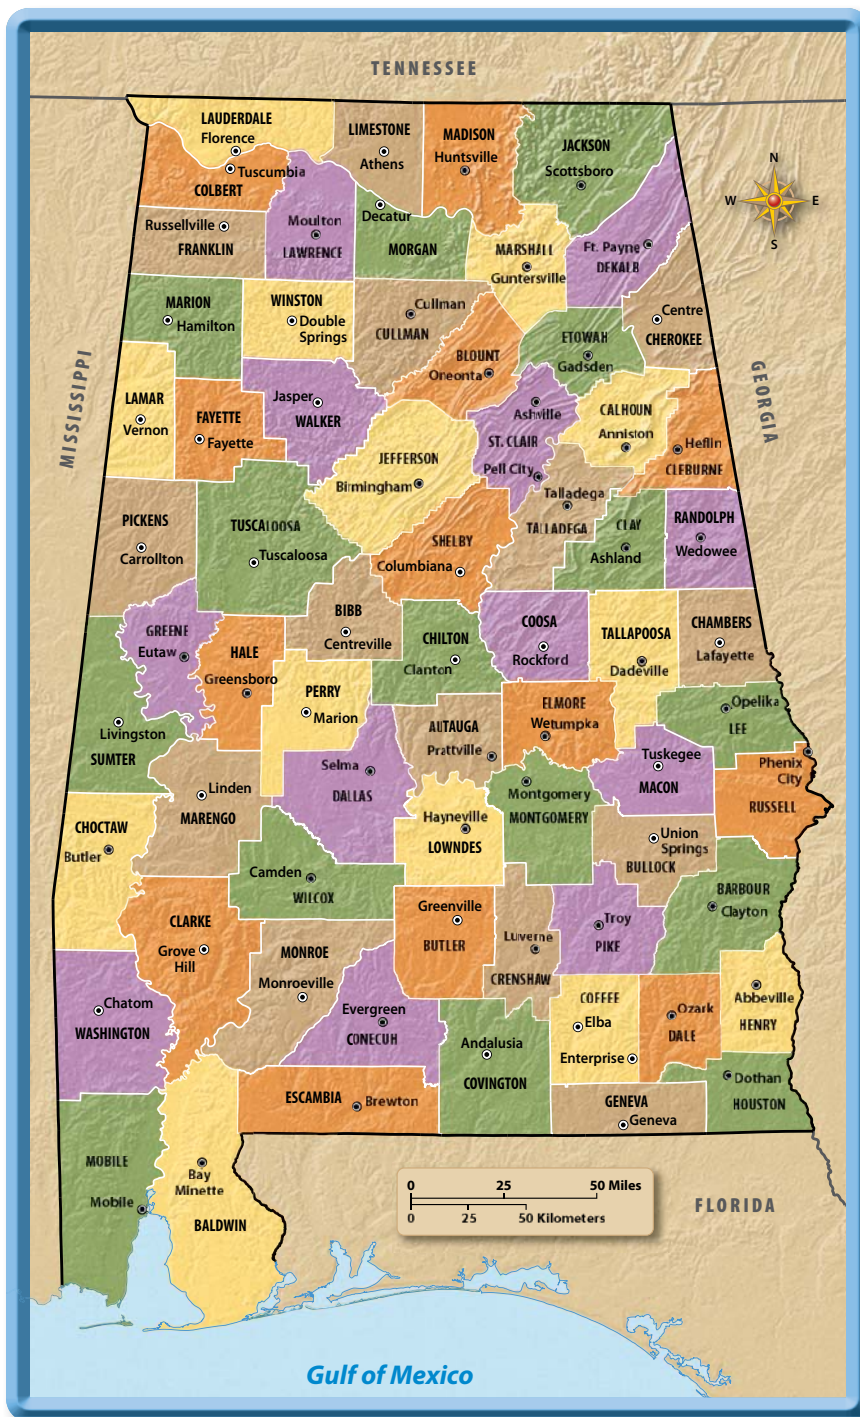 TENNESSEE
LAUDERDALE
Florence
LIMESTONE
Athens
MADISON
Huntsville
JACKSON
Scottsboro
Tuscumbia
COLBERT
N
W E
S
Russellville
FRANKLIN
Moulton
LAWRENCE
Decatur
MORGAN
MARSHALL
Guntersville
Ft. Payne
DEKALB
MARION
Hamilton
WINSTON
Double
Springs
Cullman
CULLMAN
BLOUNT
Oneonta
ETOWAH
Gadsden
Centre
CHEROKEE
MISSISSIPPI
GEORGIA
LAMAR
Vernon
FAYETTE
Fayette
Jasper
WALKER
JEFFERSON
Birmingham
Ashville
ST. CLAIR
Pell City
CALHOUN
Anniston
Heflin
CLEBURNE
PICKENS
Carrollton
TUSCALOOSA
Tuscaloosa
SHELBY
Columbiana
Talladega
TALLADEGA
CLAY
Ashland
RANDOLPH
Wedowee
GREENE
Eutaw
HALE
Greensboro
BIBB
Centreville
CHILTON
Clanton
COOSA
Rockford
TALLAPOOSA
Dadeville
CHAMBERS
Lafayette
Livingston
SUMTER
PERRY
Marion
AUTAUGA
Prattville
ELMORE
Wetumpka
Opelika
LEE
Linden
MARENGO
Selma
DALLAS
Montgomery
MONTGOMERY
Tuskegee
MACON
Phenix
City
RUSSELL
CHOCTAW
Butler
Hayneville
LOWNDES
Union
Springs
BULLOCK
Camden
WILCOX
CLARKE
Grove
Hill
MONROE
Monroeville
Greenville
BUTLER
Luverne
CRENSHAW
Troy
PIKE
BARBOUR
Clayton
Chatom
WASHINGTON
Evergreen
CONECUH
Andalusia
COVINGTON
COFFEE
Elba
Enterprise
Ozark
DALE
Abbeville
HENRY
ESCAMBIA
Brewton
GENEVA
Geneva
Dothan
HOUSTON
MOBILE
Mobile
Bay
Minette
BALDWIN
0 25 50 Miles
0 25 50 Kilometers
FLORIDA
Gulf of Mexico